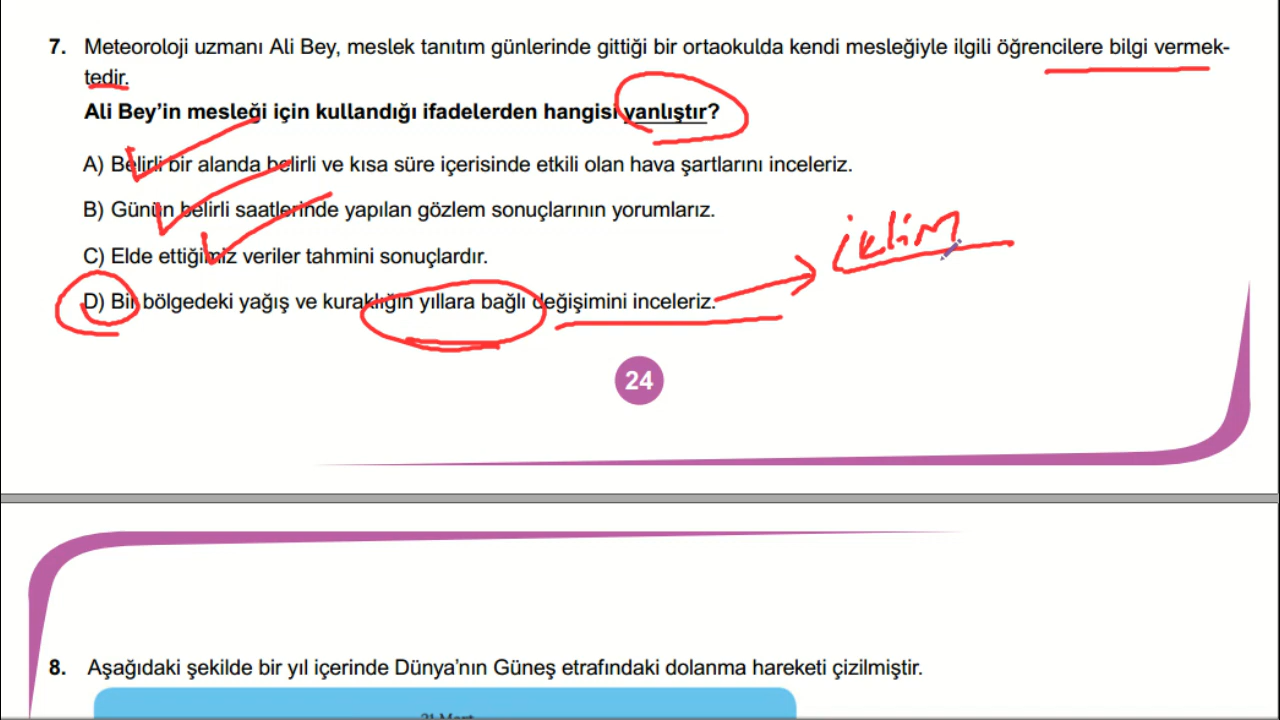 7. Meteoroloji uzmanı Ali Bey, meslek tanıtım günlerinde gittiği bir ortaokulda kendi mesleğiyle ilgili öğrencilere bilgi vermek-
tedir.
Ali Bey’in mesleği için kullandığı ifadelerden hangisi yanlıştır?
A) Belirli bir alanda belirli ve kısa süre içerisinde etkili olan hava şartlarını inceleriz.
B) Günün belirli saatlerinde yapılan gözlem sonuçlarının yorumlarız.
C) Elde ettiğimiz veriler tahmini sonuçlardır.
D) Bir bölgedeki yağış ve kuraklığın yıllara bağlı değişimini inceleriz.
iklim
24
8. Aşağıdaki şekilde bir yıl içerinde Dünya’nın Güneş etrafındaki dolanma hareketi çizilmiştir.
21 Mart